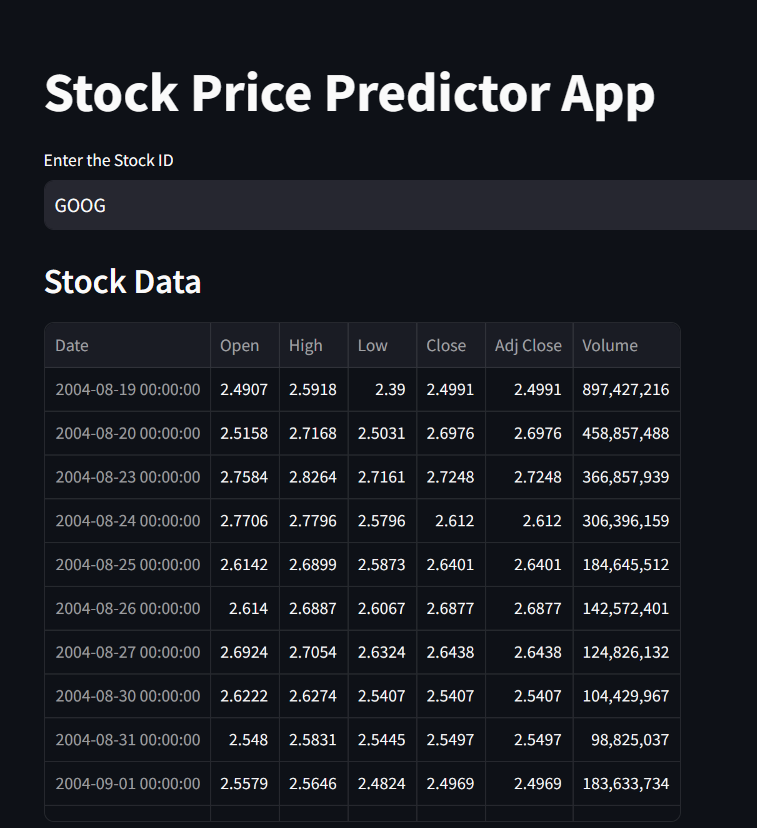 Stock Price Predictor App
Enter the Stock ID
GOOG
Stock Data
Date Open High Low Close Adj Close Volume
2004-08-19 00:00:00 2.4907 2.5918 2.39 2.4991 2.4991 897,427,216
2004-08-20 00:00:00 2.5158 2.7168 2.5031 2.6976 2.6976 458,857,488
2004-08-23 00:00:00 2.7584 2.8264 2.7161 2.7248 2.7248 366,857,939
2004-08-24 00:00:00 2.7706 2.7796 2.5796 2.612 2.612 306,396,159
2004-08-25 00:00:00 2.6142 2.6899 2.5873 2.6401 2.6401 184,645,512
2004-08-26 00:00:00 2.614 2.6887 2.6067 2.6877 2.6877 142,572,401
2004-08-27 00:00:00 2.6924 2.7054 2.6324 2.6438 2.6438 124,826,132
2004-08-30 00:00:00 2.6222 2.6274 2.5407 2.5407 2.5407 104,429,967
2004-08-31 00:00:00 2.548 2.5831 2.5445 2.5497 2.5497 98,825,037
2004-09-01 00:00:00 2.5579 2.5646 2.4824 2.4969 2.4969 183,633,734